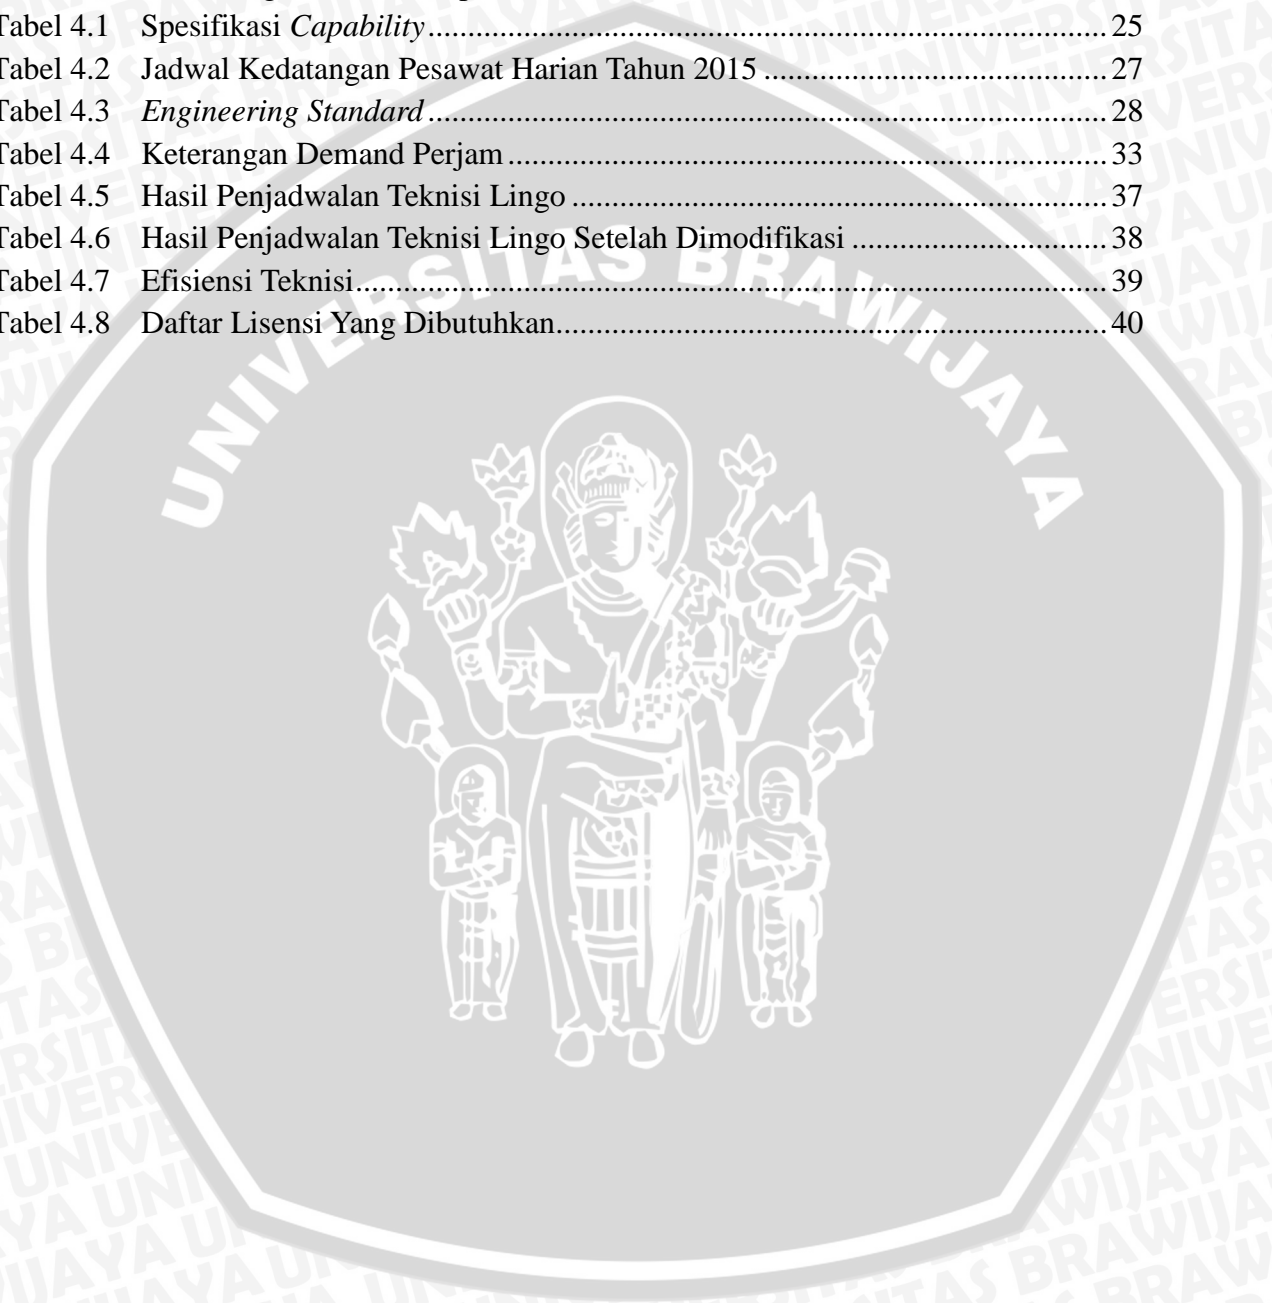 Tabel 4.1 Spesifikasi Capability.......................................................................................25
Tabel 4.2 Jadwal Kedatangan Pesawat Harian Tahun 2015 ............................................27
Tabel 4.3 Engineering Standard.......................................................................................28
Tabel 4.4 Keterangan Demand Perjam.............................................................................33
Tabel 4.5 Hasil Penjadwalan Teknisi Lingo ....................................................................37
Tabel 4.6 Hasil Penjadwalan Teknisi Lingo Setelah Dimodifikasi .................................38
Tabel 4.7 Efisiensi Teknisi................................................................................................39
Tabel 4.8 Daftar Lisensi Yang Dibutuhkan......................................................................40
UNIVERSITAS BRAWIJAYA